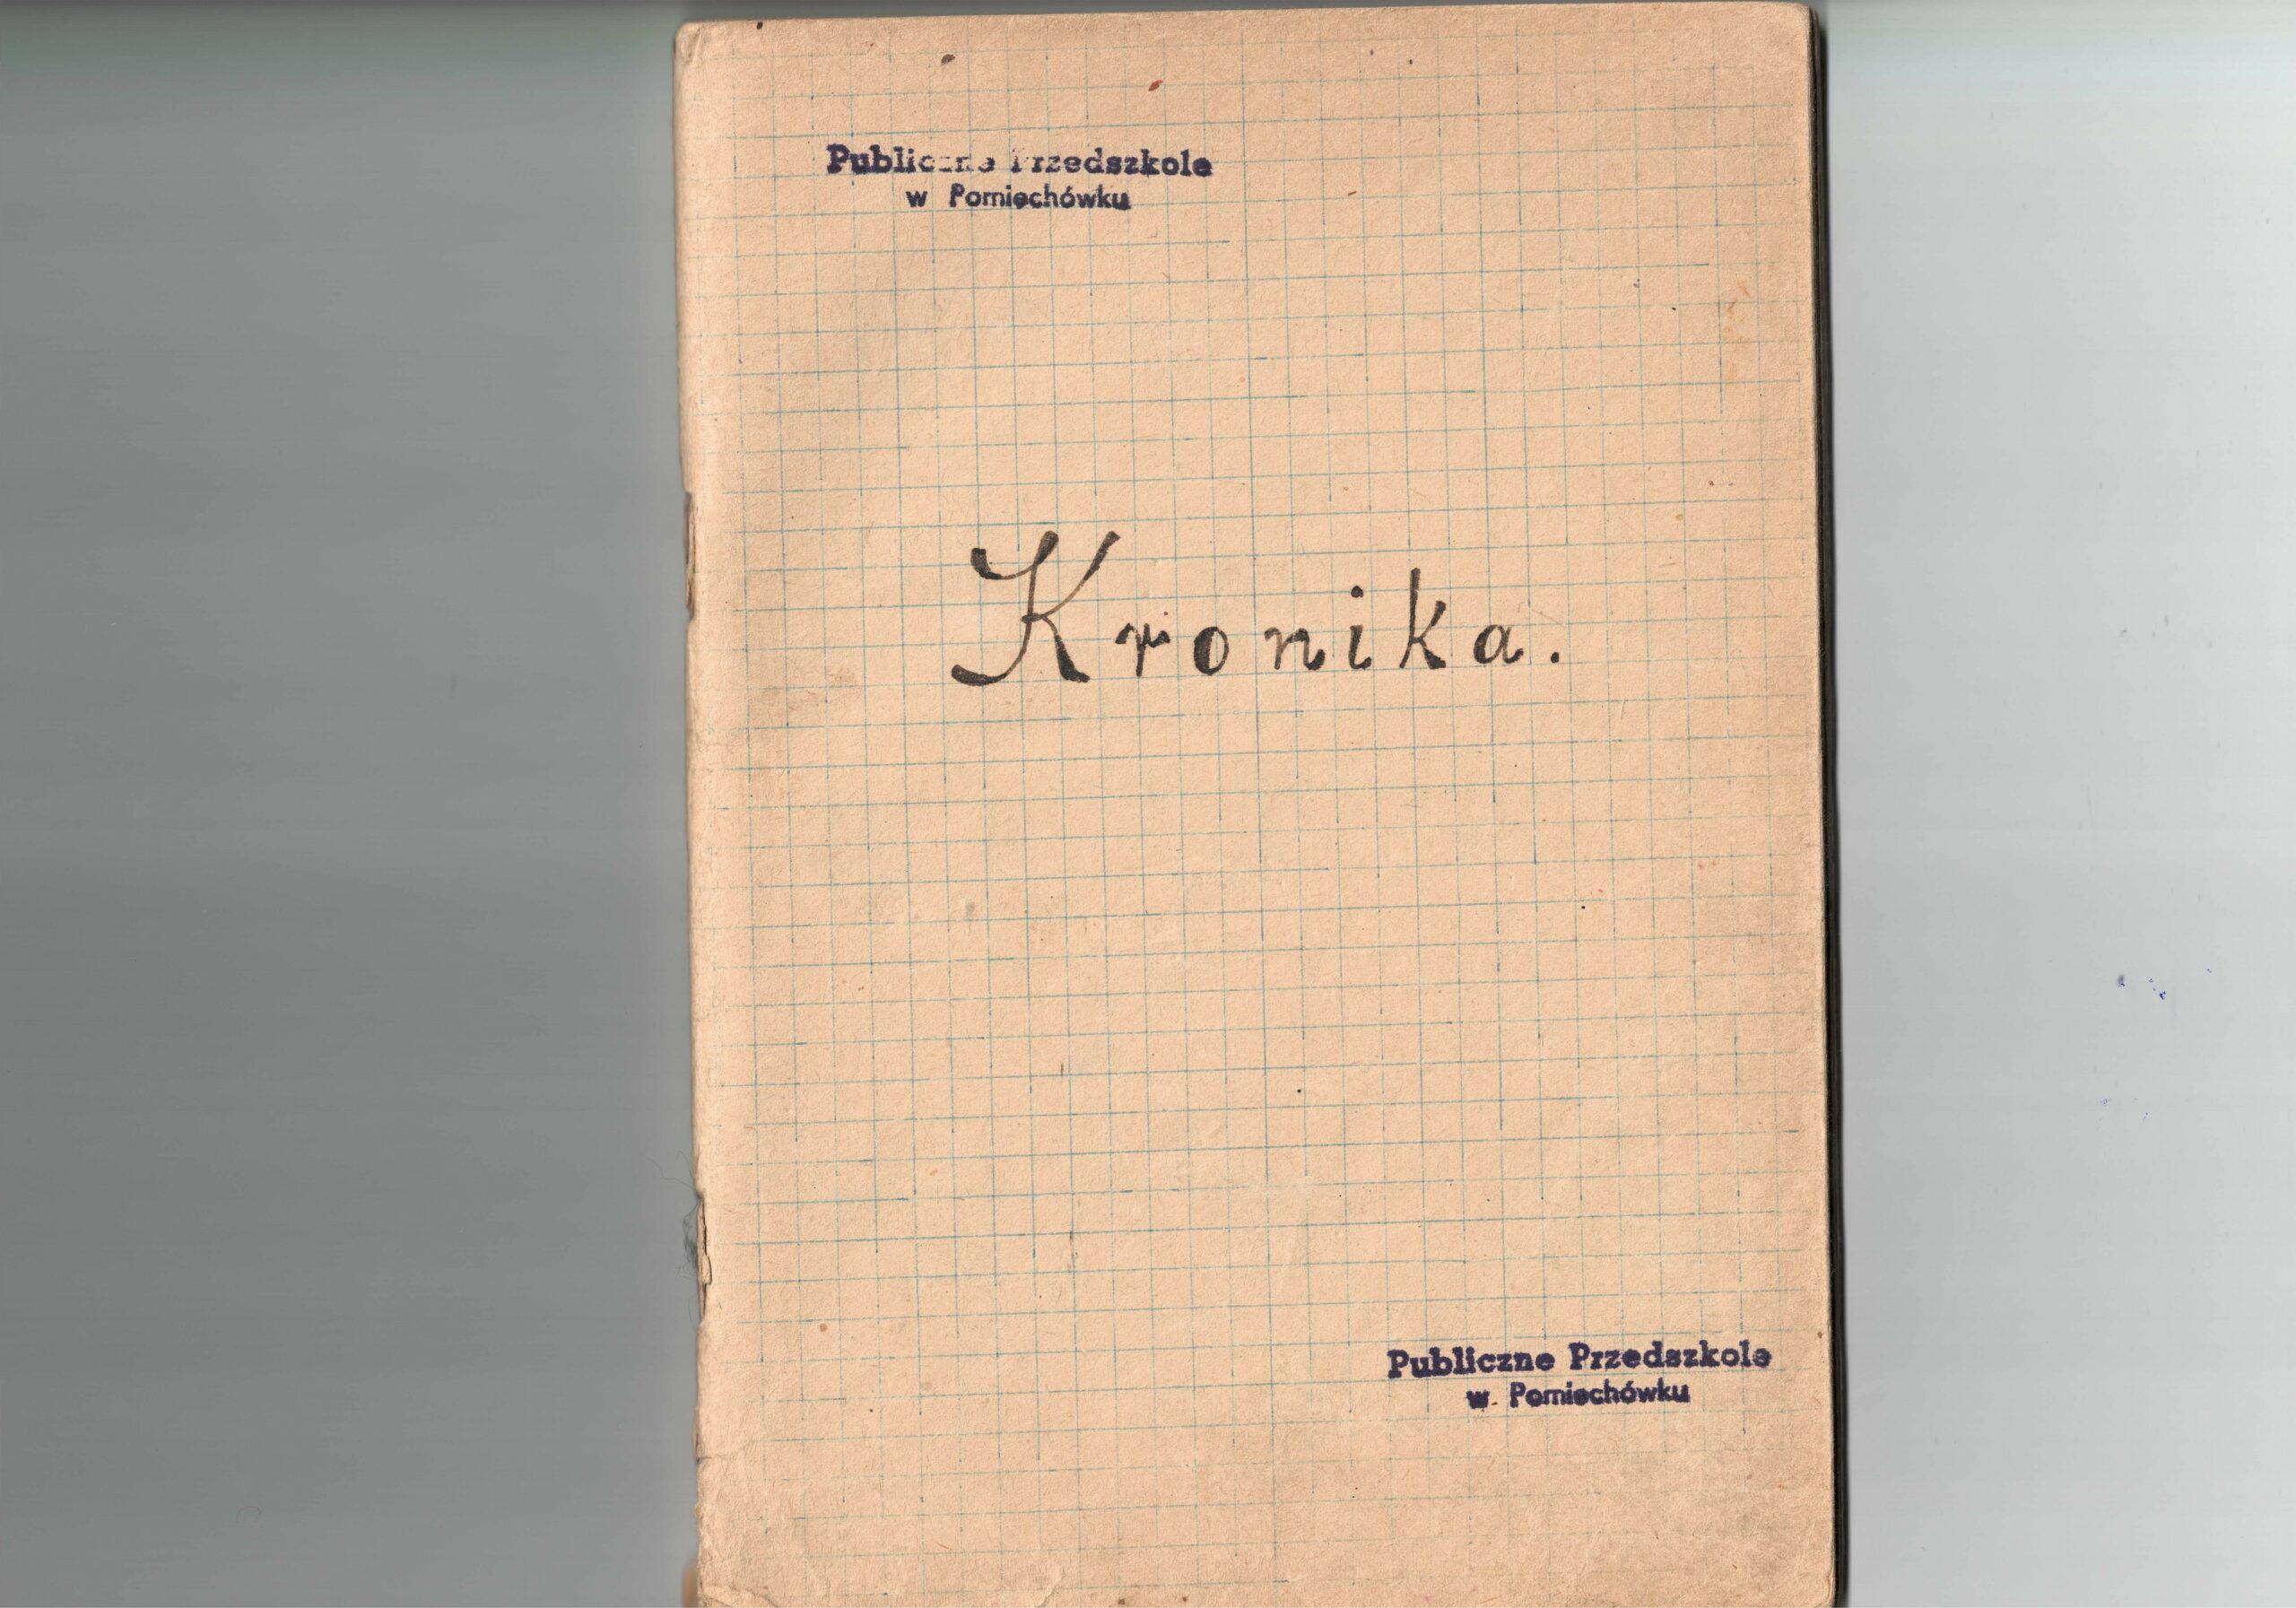 Publiczne Przedszkole
w Pomiechówku
Kronika.
Publiczne Przedszkole
w Pomiechówku